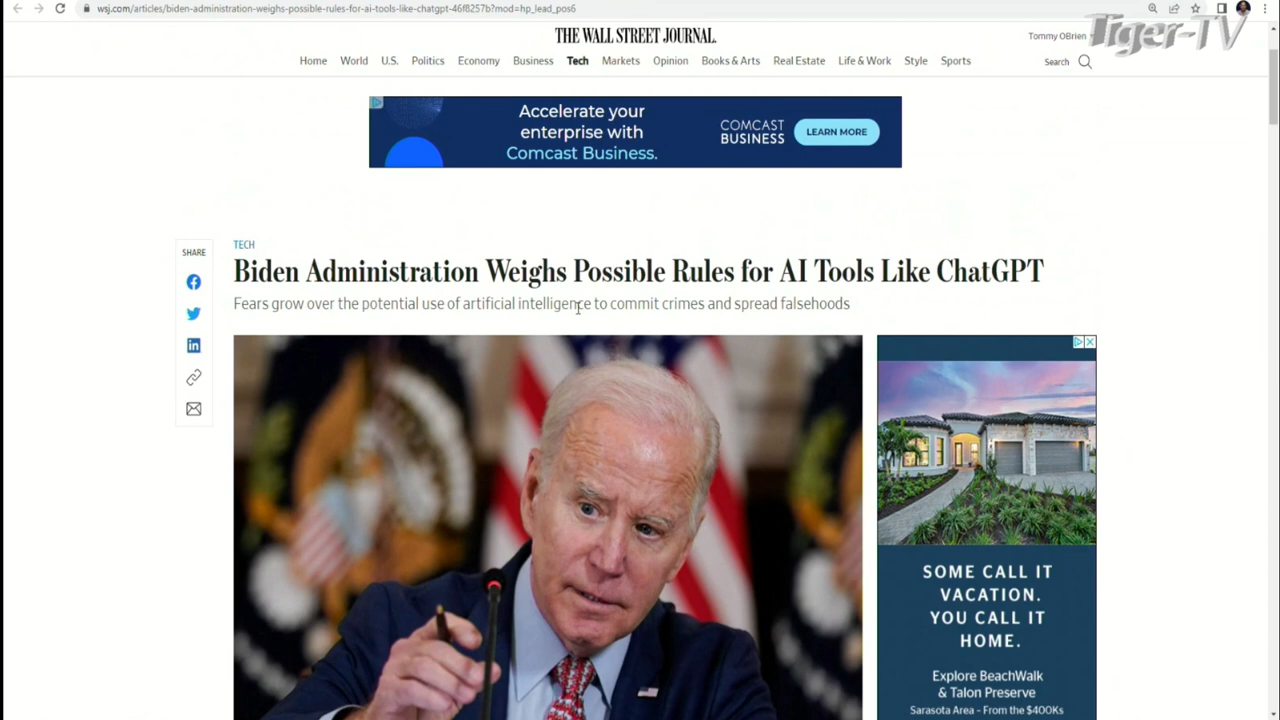 wsj.com/articles/biden-administration-weighs-possible-rules-for-ai-tools-like-chatgpt-46f8257b?mod=hp_lead_pos6
Tiger-TV
THE WALL STREET JOURNAL.
Tommy OBrien
Home World U.S. Politics Economy Business Tech Markets Opinion Books & Arts Real Estate Life & Work Style Sports
Search
Accelerate your
enterprise with
Comcast Business.
COMCAST
BUSINESS
LEARN MORE
SHARE
TECH
Biden Administration Weighs Possible Rules for AI Tools Like ChatGPT
Fears grow over the potential use of artificial intelligence to commit crimes and spread falsehoods
SOME CALL IT
VACATION.
YOU CALL IT
HOME.
Explore BeachWalk
& Talon Preserve
Sarasota Area - From the $400Ks